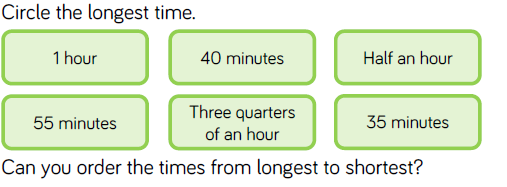 Circle the longest time.
1 hour
40 minutes
Half an hour
55 minutes
Three quarters
of an hour
35 minutes
Can you order the times from longest to shortest?